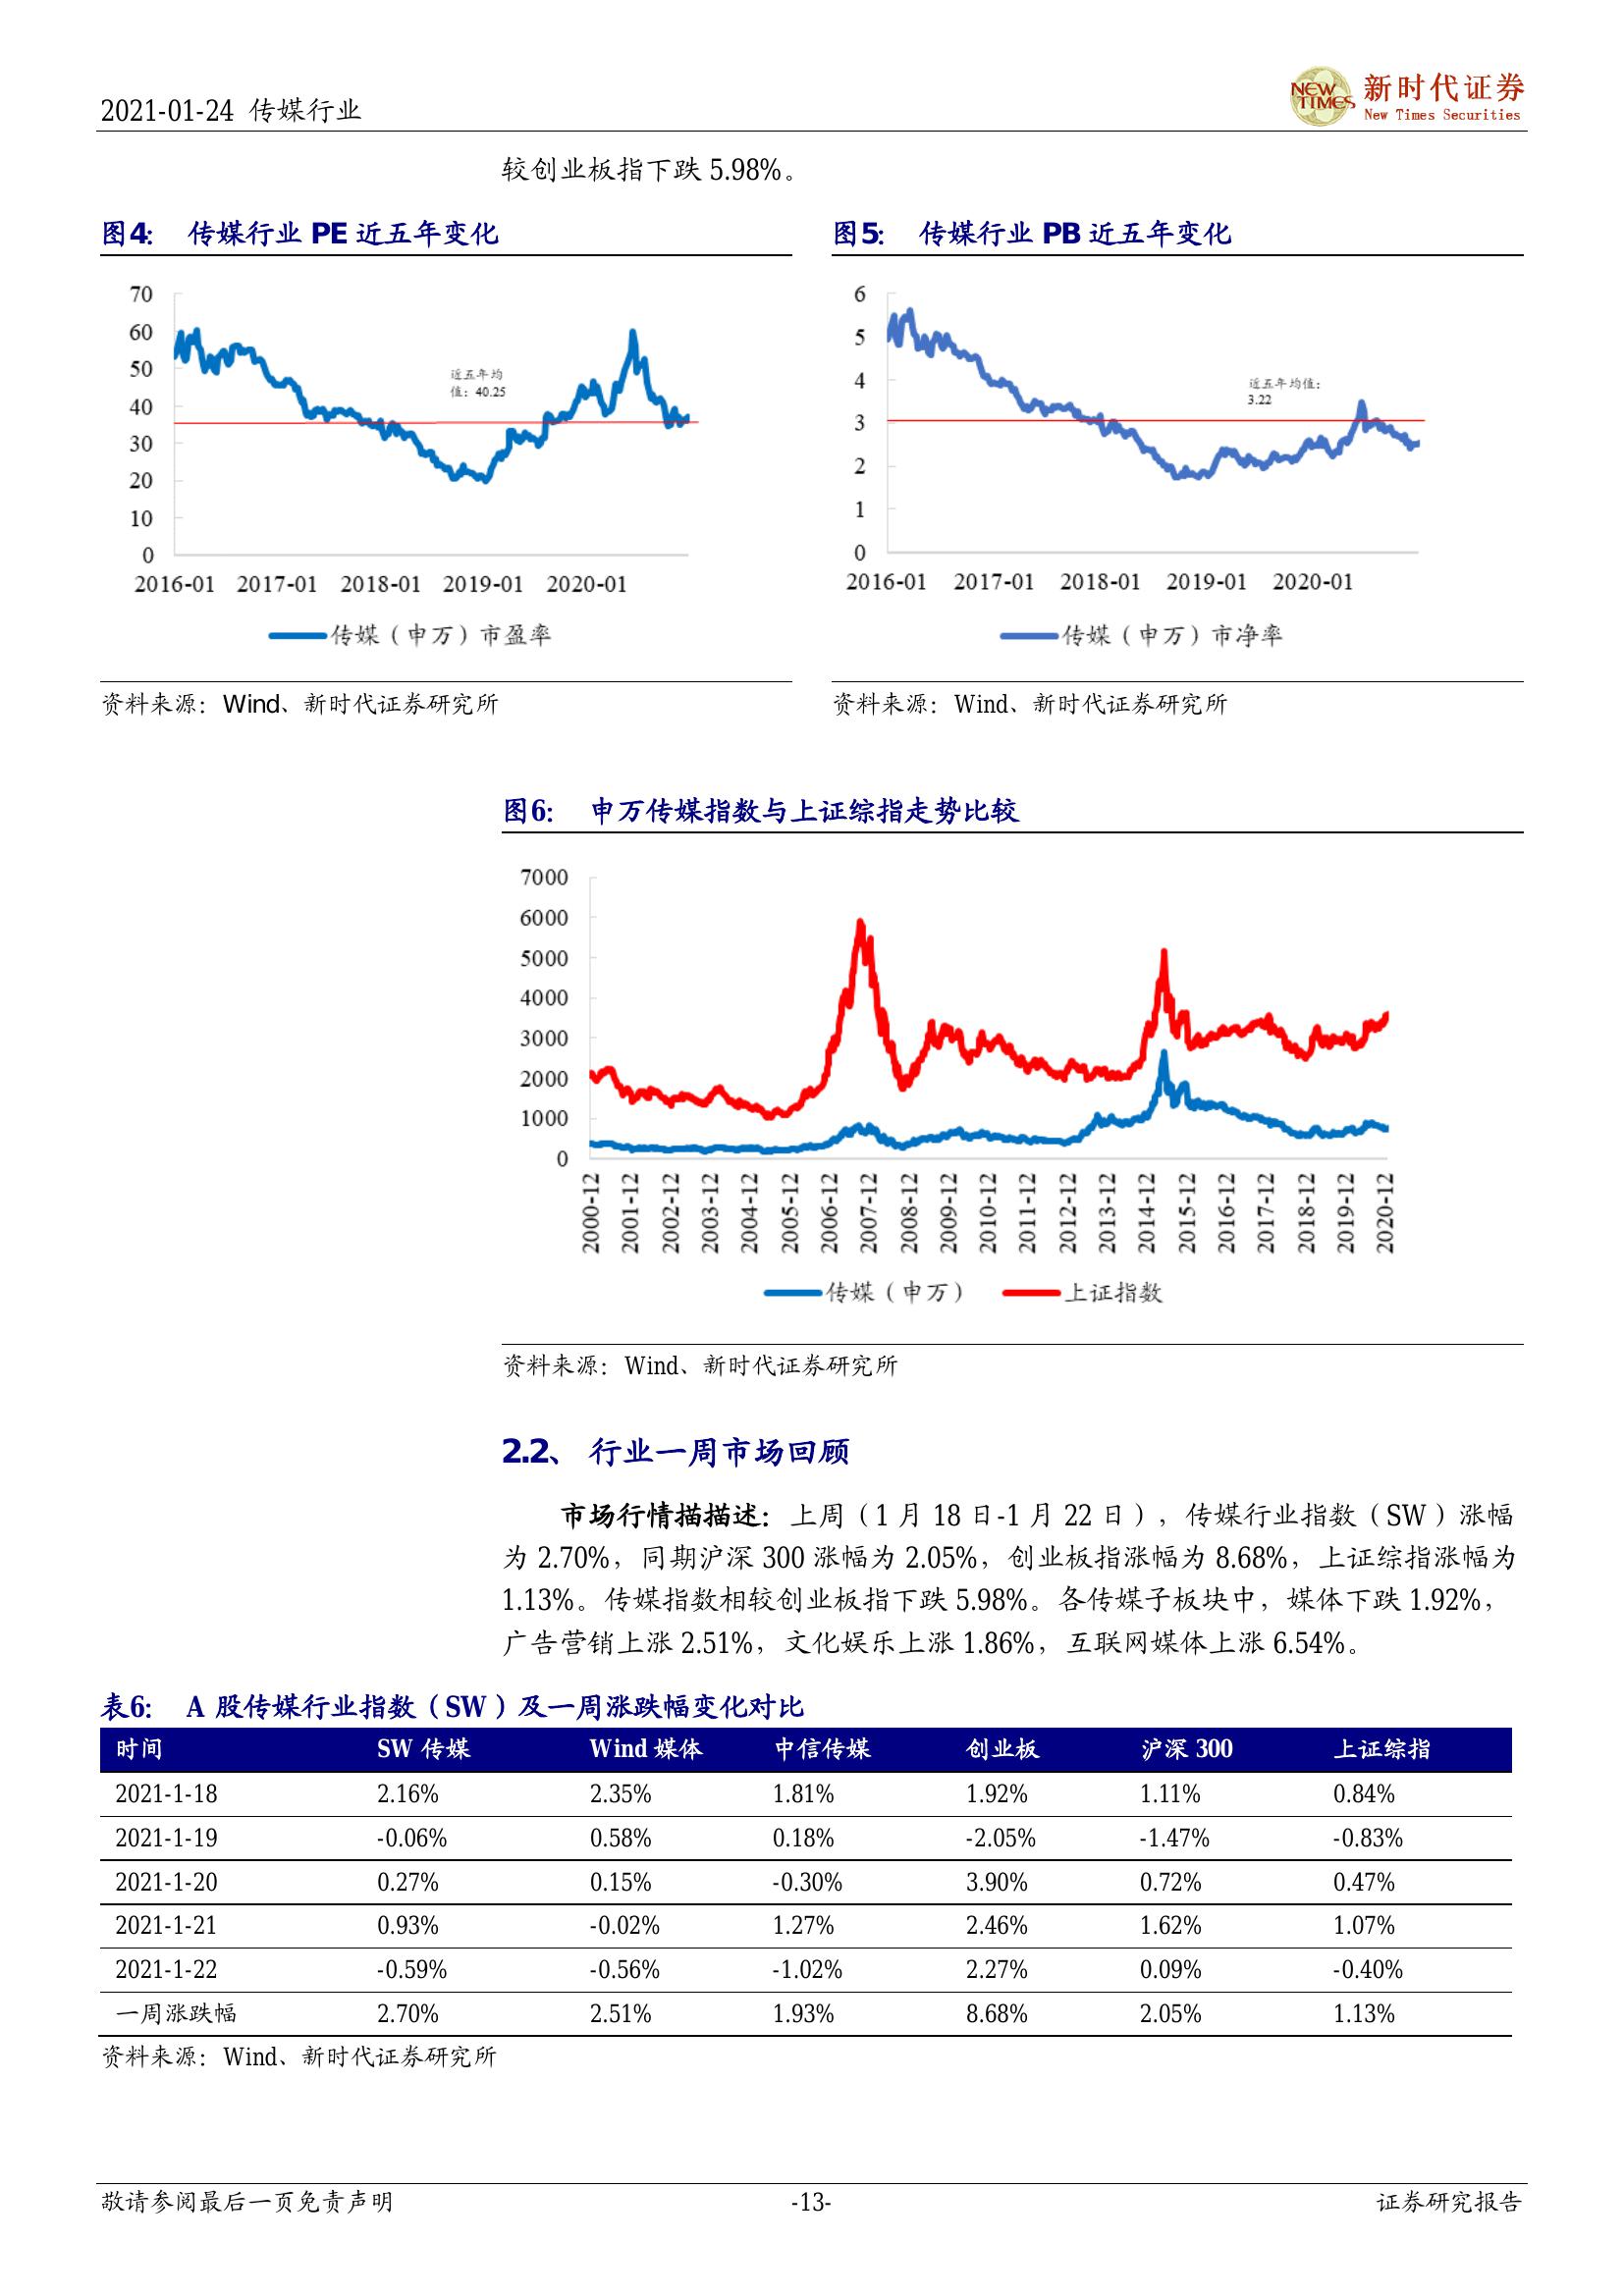 2021-01-24 传媒行业
NEW TIMES
新时代证券
New Times Securities
较创业板指下跌 5.98%。
图4: 传媒行业 PE 近五年变化
70
60
50
40
30
20
10
0
近五年均
值：40.25
2016-01 2017-01 2018-01 2019-01 2020-01
传媒（申万）市盈率
资料来源：Wind、新时代证券研究所
图5: 传媒行业 PB 近五年变化
6
5
4
3
2
1
0
近五年均值：
3.22
2016-01 2017-01 2018-01 2019-01 2020-01
传媒（申万）市净率
资料来源：Wind、新时代证券研究所
图6: 申万传媒指数与上证综指走势比较
7000
6000
5000
4000
3000
2000
1000
0
2000-12 2001-12 2002-12 2003-12 2004-12 2005-12 2006-12 2007-12 2008-12 2009-12 2010-12 2011-12 2012-12 2013-12 2014-12 2015-12 2016-12 2017-12 2018-12 2019-12 2020-12
传媒（申万） 上证指数
资料来源：Wind、新时代证券研究所
2.2、 行业一周市场回顾
市场行情描描述：上周（1 月 18 日-1 月 22 日），传媒行业指数（SW）涨幅
为 2.70%，同期沪深 300 涨幅为 2.05%，创业板指涨幅为 8.68%，上证综指涨幅为
1.13%。传媒指数相较创业板指下跌 5.98%。各传媒子板块中，媒体下跌 1.92%，
广告营销上涨 2.51%，文化娱乐上涨 1.86%，互联网媒体上涨 6.54%。
表6: A 股传媒行业指数（SW）及一周涨跌幅变化对比
时间 SW 传媒 Wind 媒体 中信传媒 创业板 沪深 300 上证综指
2021-1-18 2.16% 2.35% 1.81% 1.92% 1.11% 0.84%
2021-1-19 -0.06% 0.58% 0.18% -2.05% -1.47% -0.83%
2021-1-20 0.27% 0.15% -0.30% 3.90% 0.72% 0.47%
2021-1-21 0.93% -0.02% 1.27% 2.46% 1.62% 1.07%
2021-1-22 -0.59% -0.56% -1.02% 2.27% 0.09% -0.40%
一周涨跌幅 2.70% 2.51% 1.93% 8.68% 2.05% 1.13%
资料来源：Wind、新时代证券研究所
敬请参阅最后一页免责声明 -13- 证券研究报告